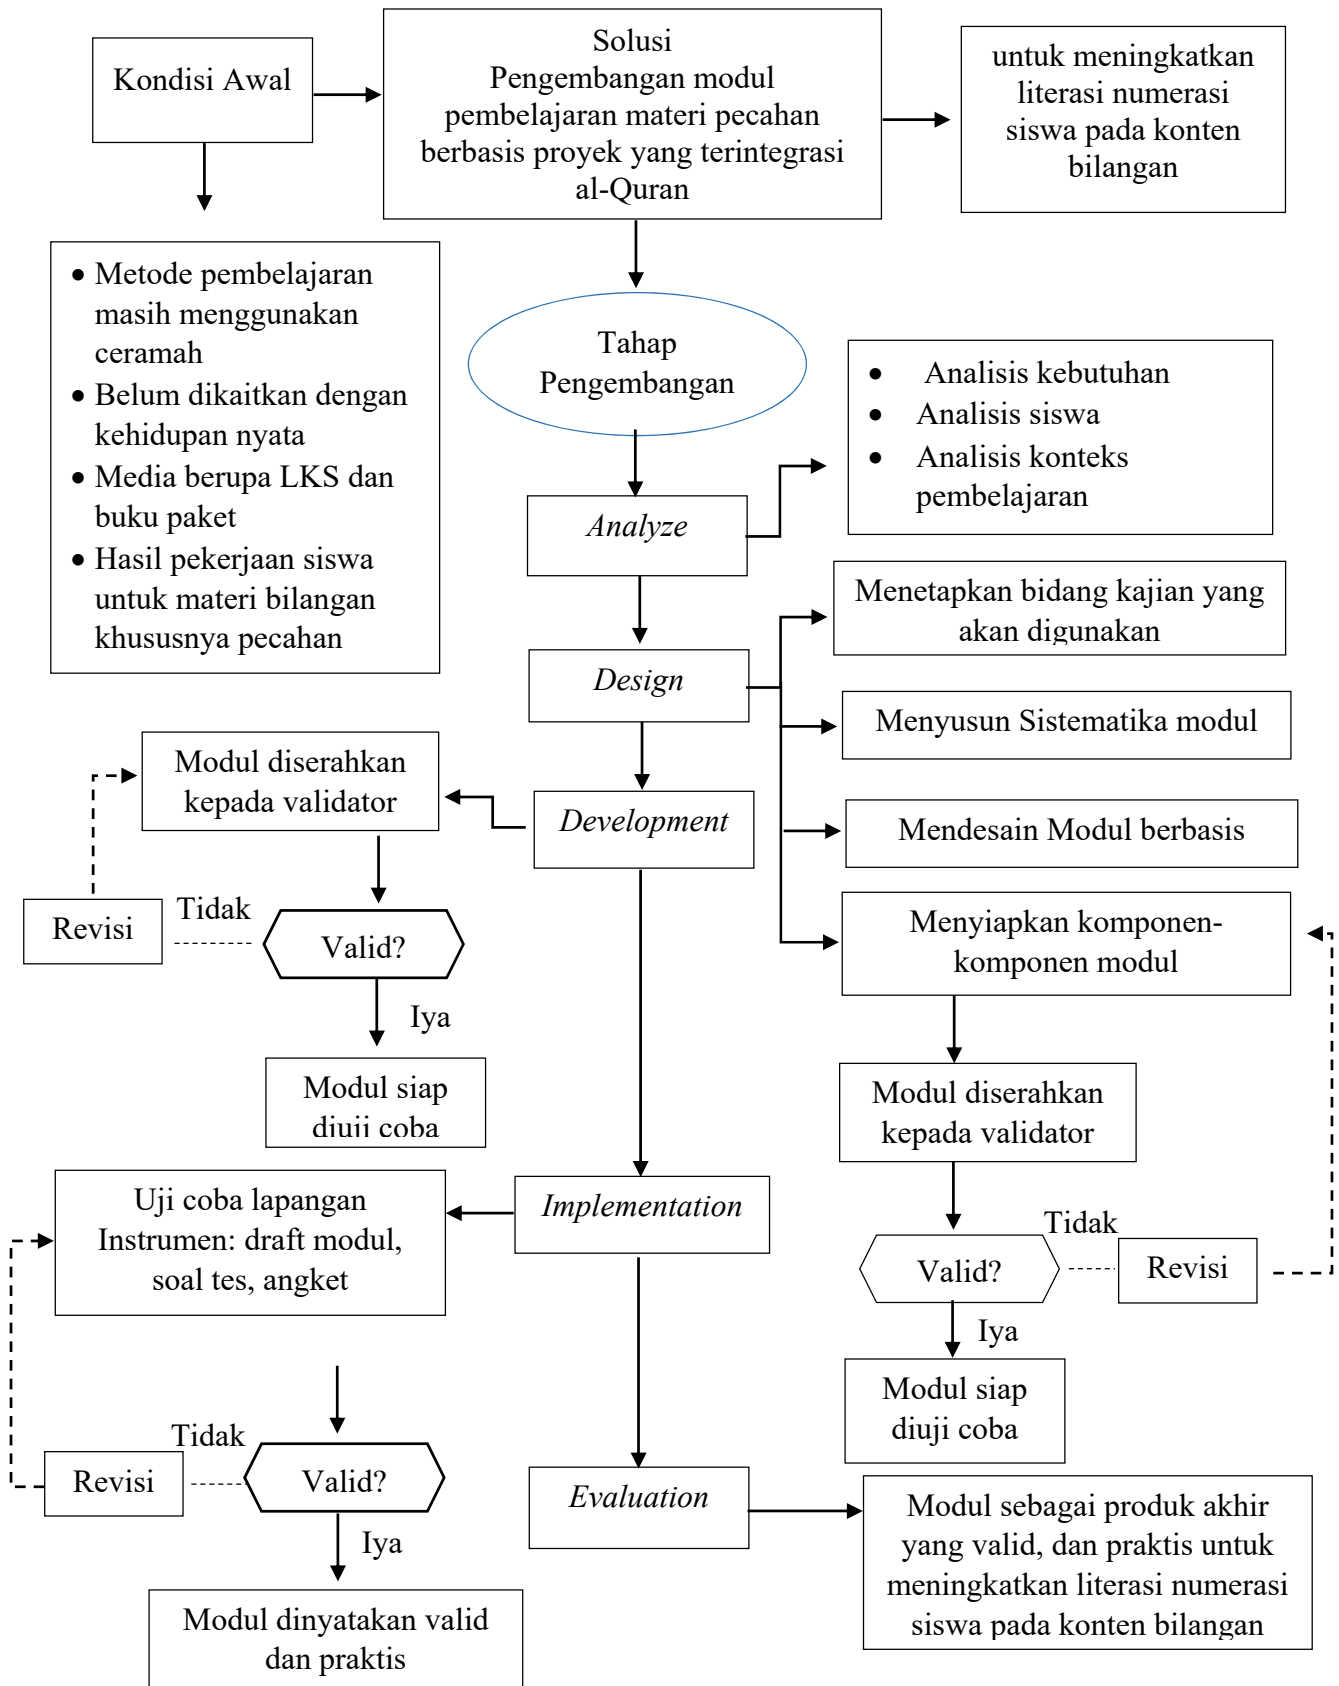 Kondisi Awal
Solusi
Pengembangan modul
pembelajaran materi pecahan
berbasis proyek yang terintegrasi
al-Quran
untuk meningkatkan
literasi numerasi
siswa pada konten
bilangan
• Metode pembelajaran
masih menggunakan
ceramah
• Belum dikaitkan dengan
kehidupan nyata
• Media berupa LKS dan
buku paket
• Hasil pekerjaan siswa
untuk materi bilangan
khususnya pecahan
Tahap
Pengembangan
• Analisis kebutuhan
• Analisis siswa
• Analisis konteks
pembelajaran
Analyze
Menetapkan bidang kajian yang
akan digunakan
Design
Menyusun Sistematika modul
Modul diserahkan
kepada validator
Development
Mendesain Modul berbasis
Revisi
Tidak
Valid?
Menyiapkan komponen-
komponen modul
Iya
Modul siap
diuji coba
Modul diserahkan
kepada validator
Uji coba lapangan
Instrumen: draft modul,
soal tes, angket
Implementation
Tidak
Valid?
Revisi
Iya
Modul siap
diuji coba
Tidak
Revisi
Valid?
Iya
Evaluation
Modul sebagai produk akhir
yang valid, dan praktis untuk
meningkatkan literasi numerasi
siswa pada konten bilangan
Modul dinyatakan valid
dan praktis